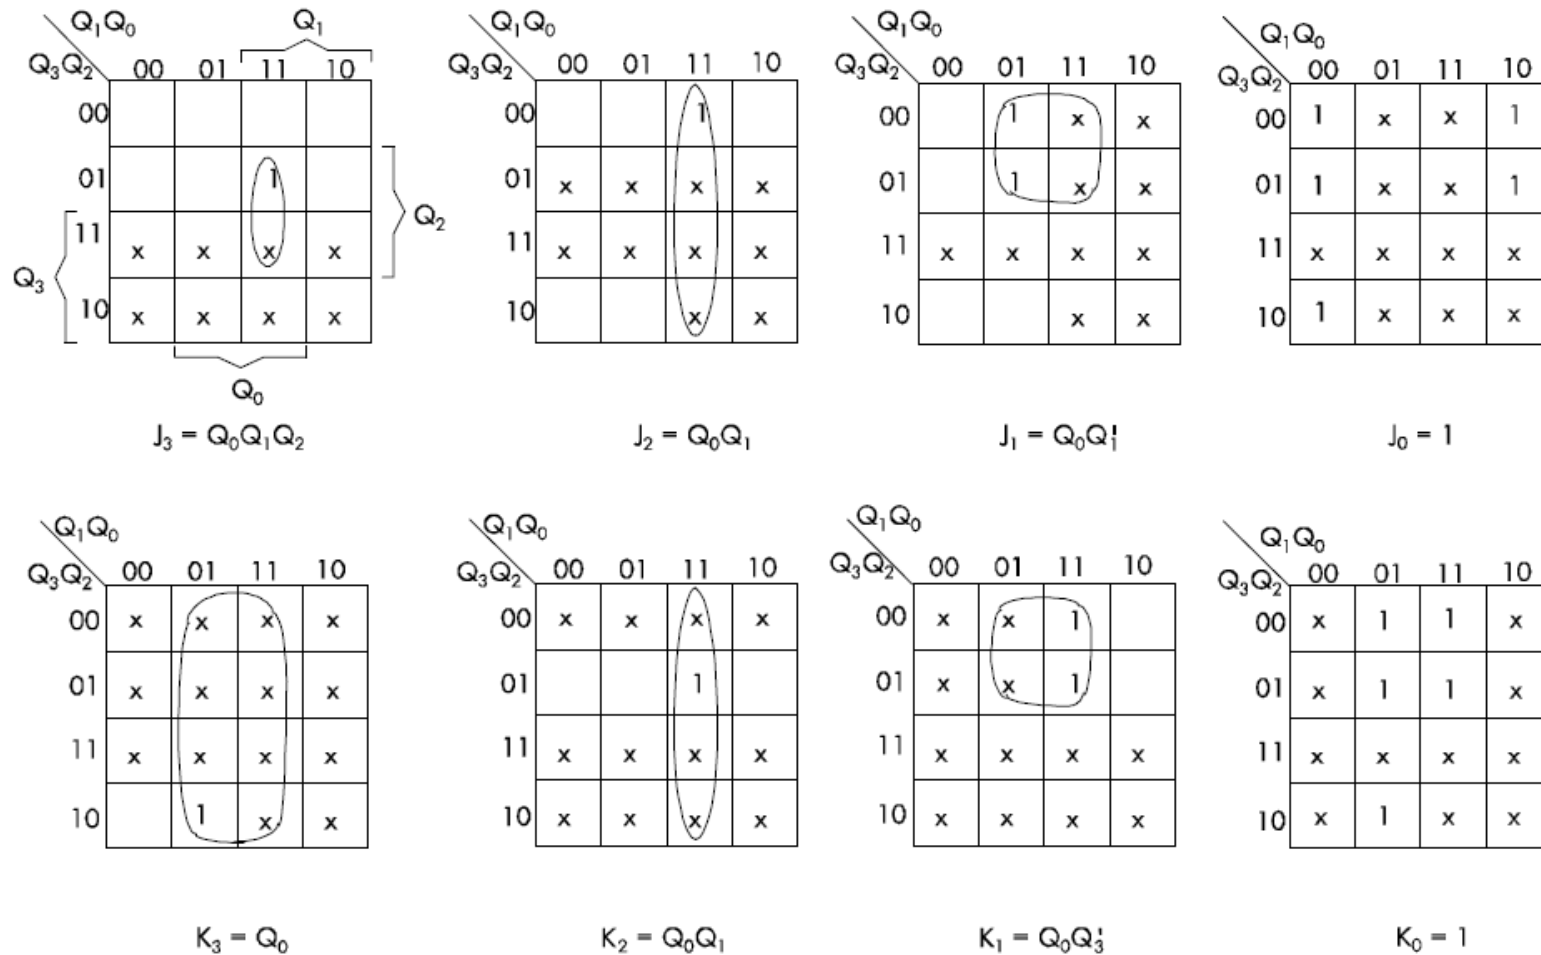 Q₁Q₀ Q₁ Q₁Q₀ Q₁Q₀ Q₁Q₀
Q₃Q₂ 00 01 11 10 Q₃Q₂ 00 01 11 10 Q₃Q₂ 00 01 11 10 Q₃Q₂ 00 01 11 10
00 00 1 00 1 x x 00 1 x x 1
01 1 01 x x x x 01 1 x x 01 1 x x 1
Q₂
11 x x x x 11 x x x x 11 x x x x 11 x x x x
Q₃
10 x x x x 10 x x 10 x x 10 1 x x x
Q₀
J₃ = Q₀Q₁Q₂ J₂ = Q₀Q₁ J₁ = Q₀Q₁' J₀ = 1
Q₁Q₀ Q₁Q₀ Q₁Q₀ Q₁Q₀
Q₃Q₂ 00 01 11 10 Q₃Q₂ 00 01 11 10 Q₃Q₂ 00 01 11 10 Q₃Q₂ 00 01 11 10
00 x x x x 00 x x x x 00 x x 1 00 x 1 1 x
01 x x x x 01 1 01 x x 1 01 x 1 1 x
11 x x x x 11 x x x x 11 x x x x 11 x x x x
10 1 x x 10 x x x x 10 x x x x 10 x 1 x x
K₃ = Q₀ K₂ = Q₀Q₁ K₁ = Q₀Q₃' K₀ = 1